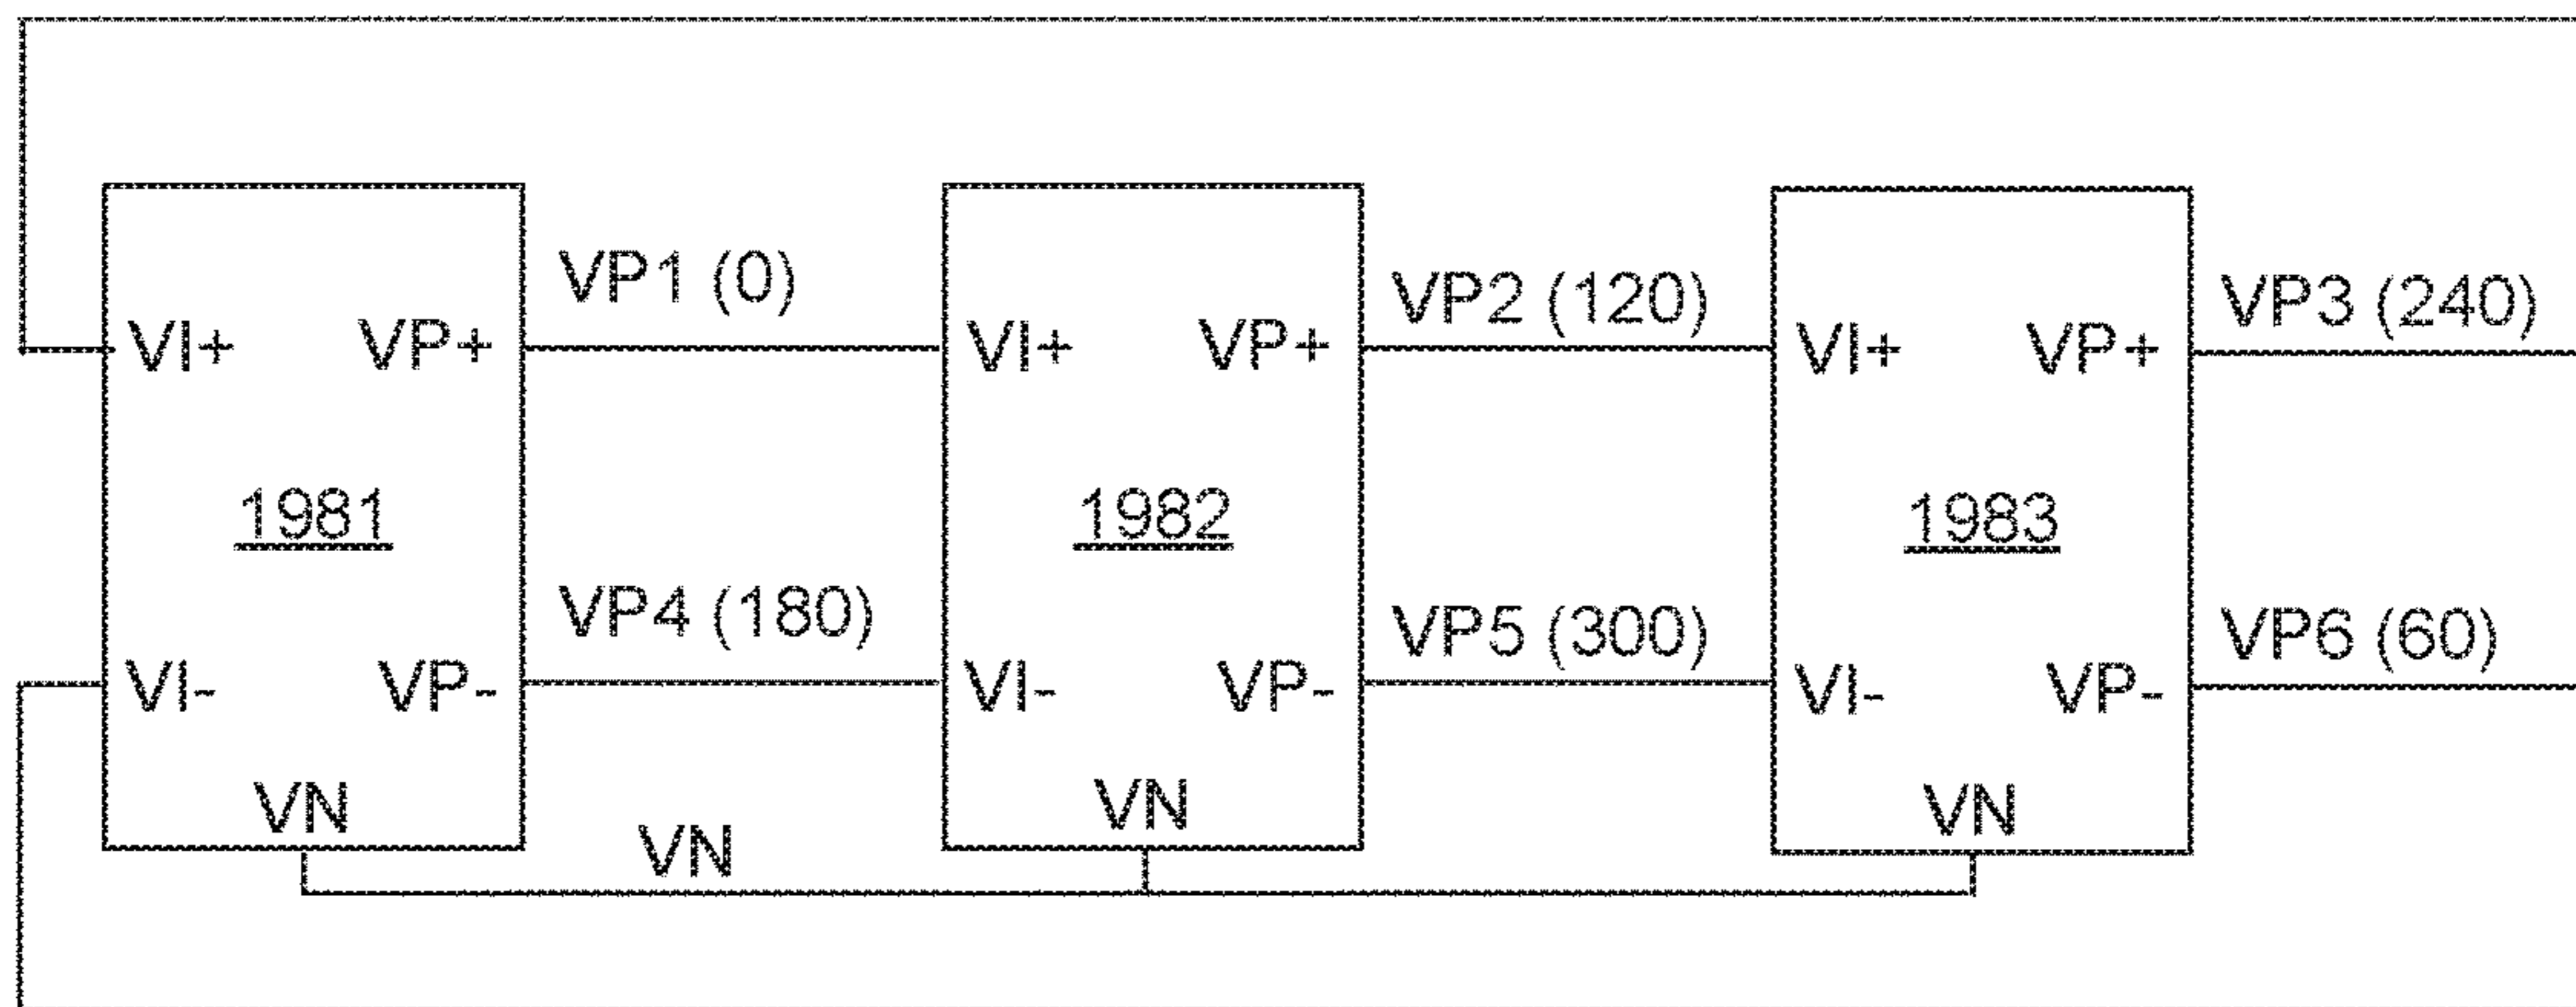 VP1 (0)
VP2 (120)
VP3 (240)
VI+ VP+
VI+ VP+
VI+ VP+
1981
1982
1983
VP4 (180)
VP5 (300)
VP6 (60)
VI- VP-
VI- VP-
VI- VP-
VN
VN
VN
VN